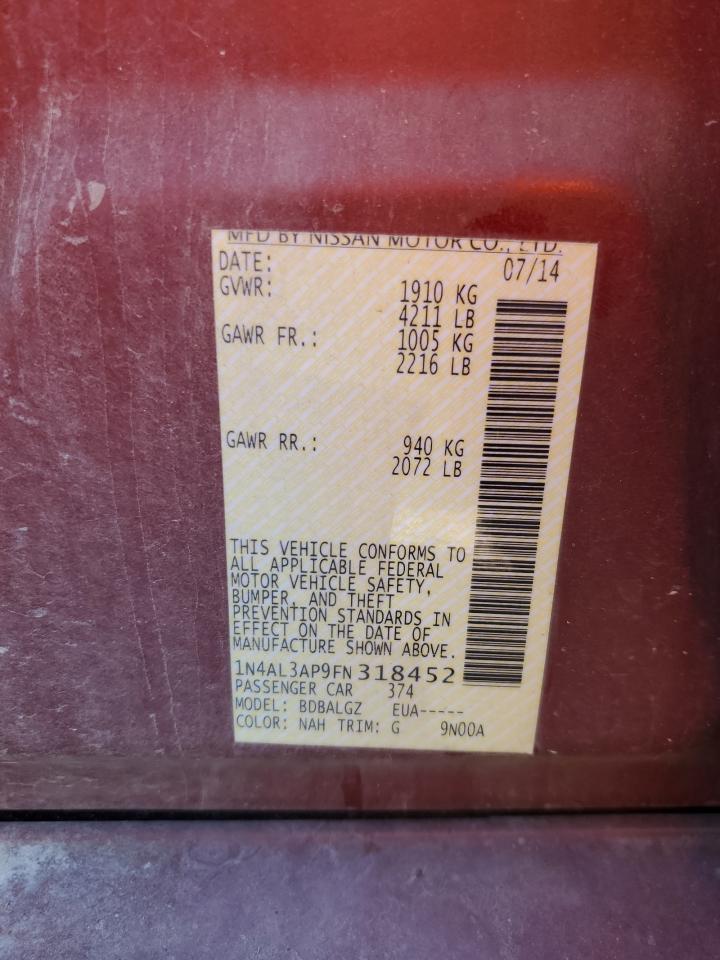 MFD BY NISSAN MOTOR CO., LTD.
DATE: 07/14
GVWR: 1910 KG
4211 LB
GAWR FR.: 1005 KG
2216 LB
GAWR RR.: 940 KG
2072 LB
THIS VEHICLE CONFORMS TO
ALL APPLICABLE FEDERAL
MOTOR VEHICLE SAFETY,
BUMPER, AND THEFT
PREVENTION STANDARDS IN
EFFECT ON THE DATE OF
MANUFACTURE SHOWN ABOVE.
1N4AL3AP9FN318452
PASSENGER CAR 374
MODEL: BDBALGZ EUA-----
COLOR: NAH TRIM: G 9N00A